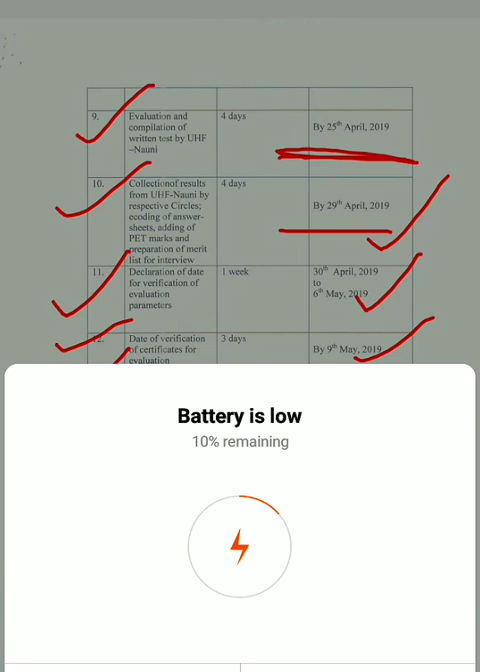 9.
Evaluation and
compilation of
written test by UHF
–Nauni
4 days
By 25th April, 2019
10.
Collectionof results
from UHF-Nauni by
respective Circles;
ecoding of answer-
sheets, adding of
PET marks and
preparation of merit
list for interview
4 days
By 29th April, 2019
11.
Declaration of date
for verification of
evaluation
parameters
1 week
30th April, 2019
to
6th May, 2019
12.
Date of verification
of certificates for
evaluation
3 days
By 9th May, 2019
Battery is low
10% remaining